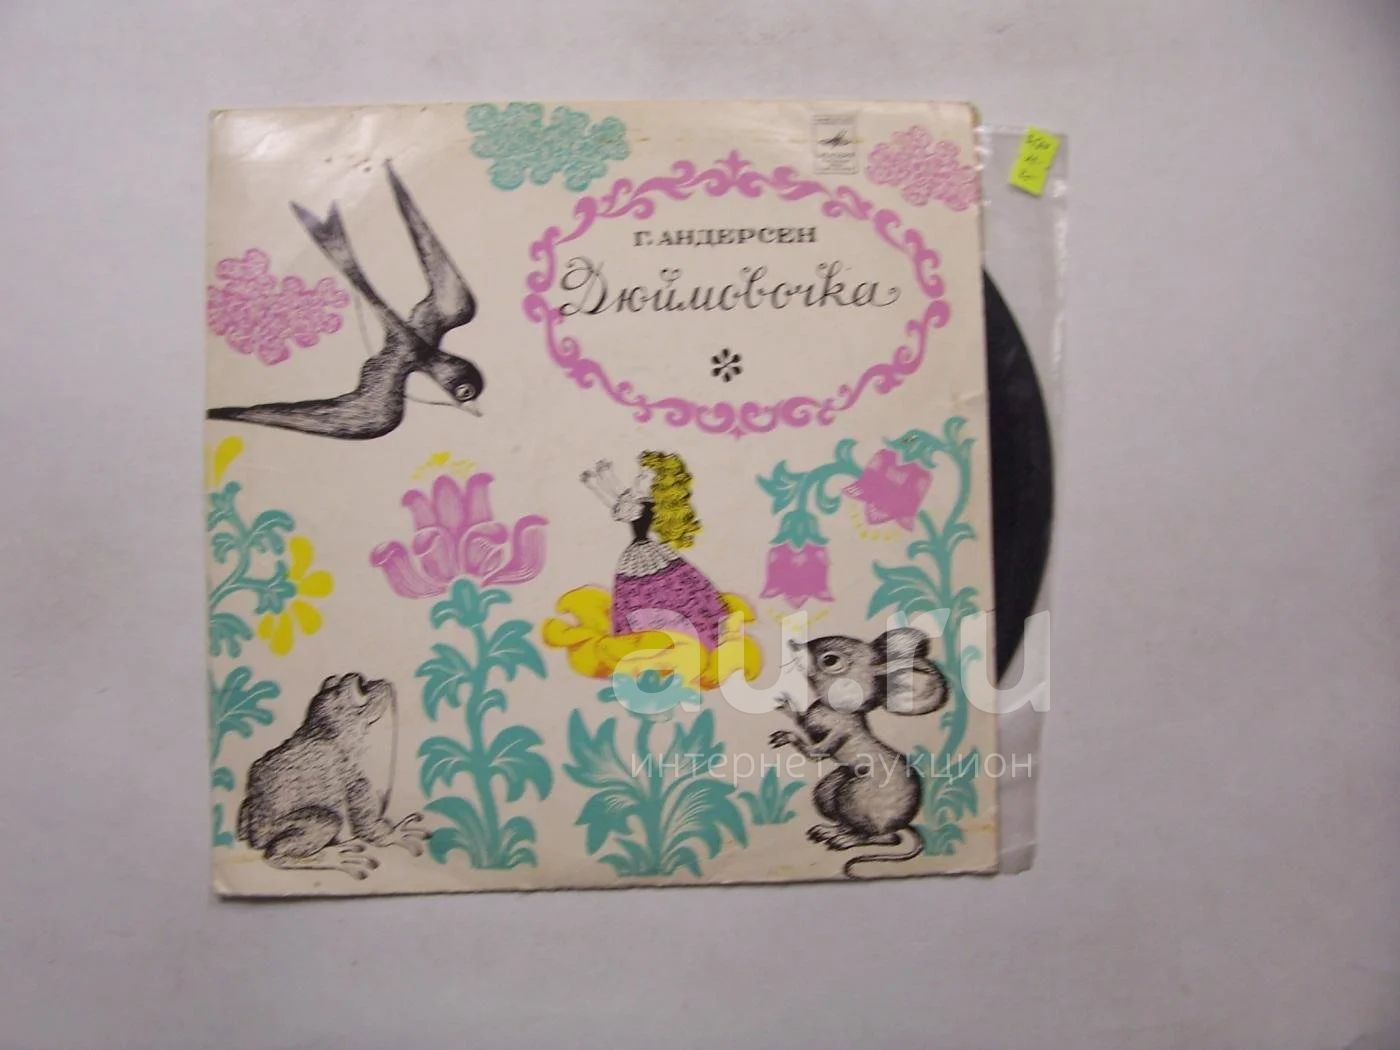 Г. АНДЕРСЕН
Дюймовочка
au.ru
интернет аукцион